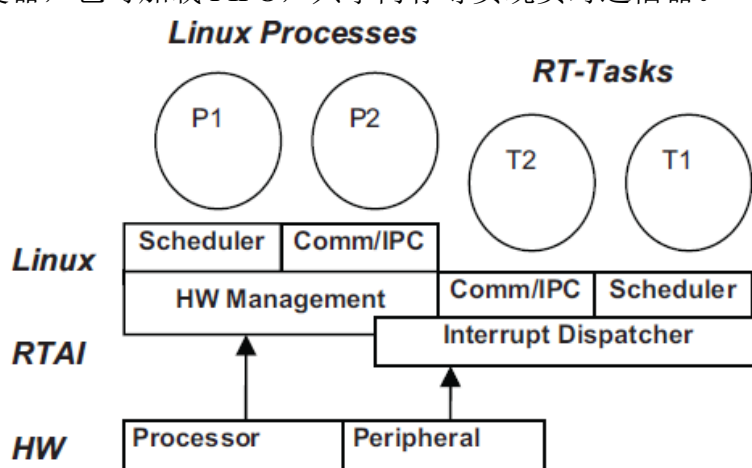 Linux Processes
RT-Tasks
P1
P2
T2
T1
Linux
Scheduler
Comm/IPC
HW Management
Comm/IPC
Scheduler
RTAI
Interrupt Dispatcher
HW
Processor
Peripheral